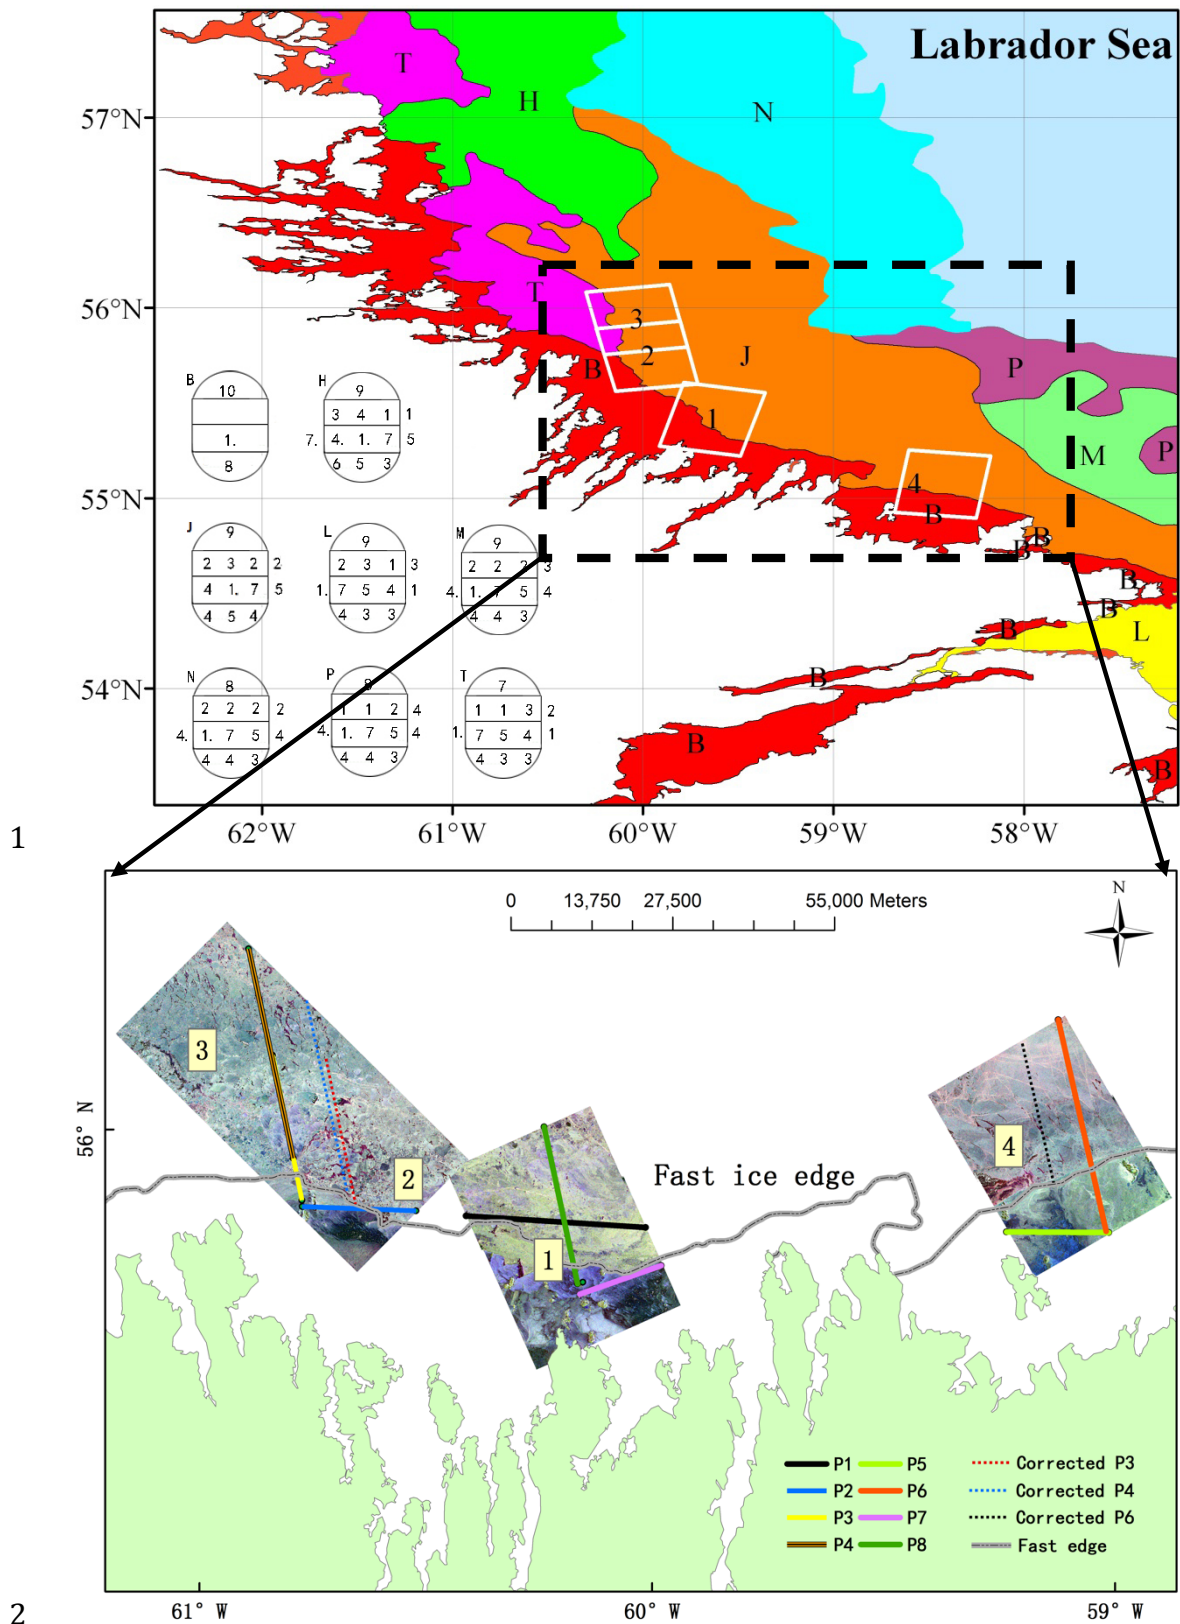 Labrador Sea
57°N
56°N
55°N
54°N
T
H
N
T
3
2
B
J
1
P
M
P
4
B
B
B
B
B
B
L
B
B
B
B
10
1.
8
H
9
3 4 1 1
7. 4. 1. 7 5
6 5 3
J
9
2 3 2 2
4 1. 7 5
4 5 4
L
9
2 3 1 3
1. 7 5 4 1
4 3 3
M
9
2 2 2 3
4. 1. 7 5 4
4 4 3
N
8
2 2 2 2
4. 1. 7 5 4
4 4 3
P
8
1 1 2 4
4. 1. 7 5 4
4 4 3
T
7
1 1 3 2
1. 7 5 4 1
4 3 3
62°W 61°W 60°W 59°W 58°W
1
0 13,750 27,500 55,000 Meters
N
56° N
3
2
1
4
Fast ice edge
P1 P5 Corrected P3
P2 P6 Corrected P4
P3 P7 Corrected P6
P4 P8 Fast edge
61° W 60° W 59° W
2